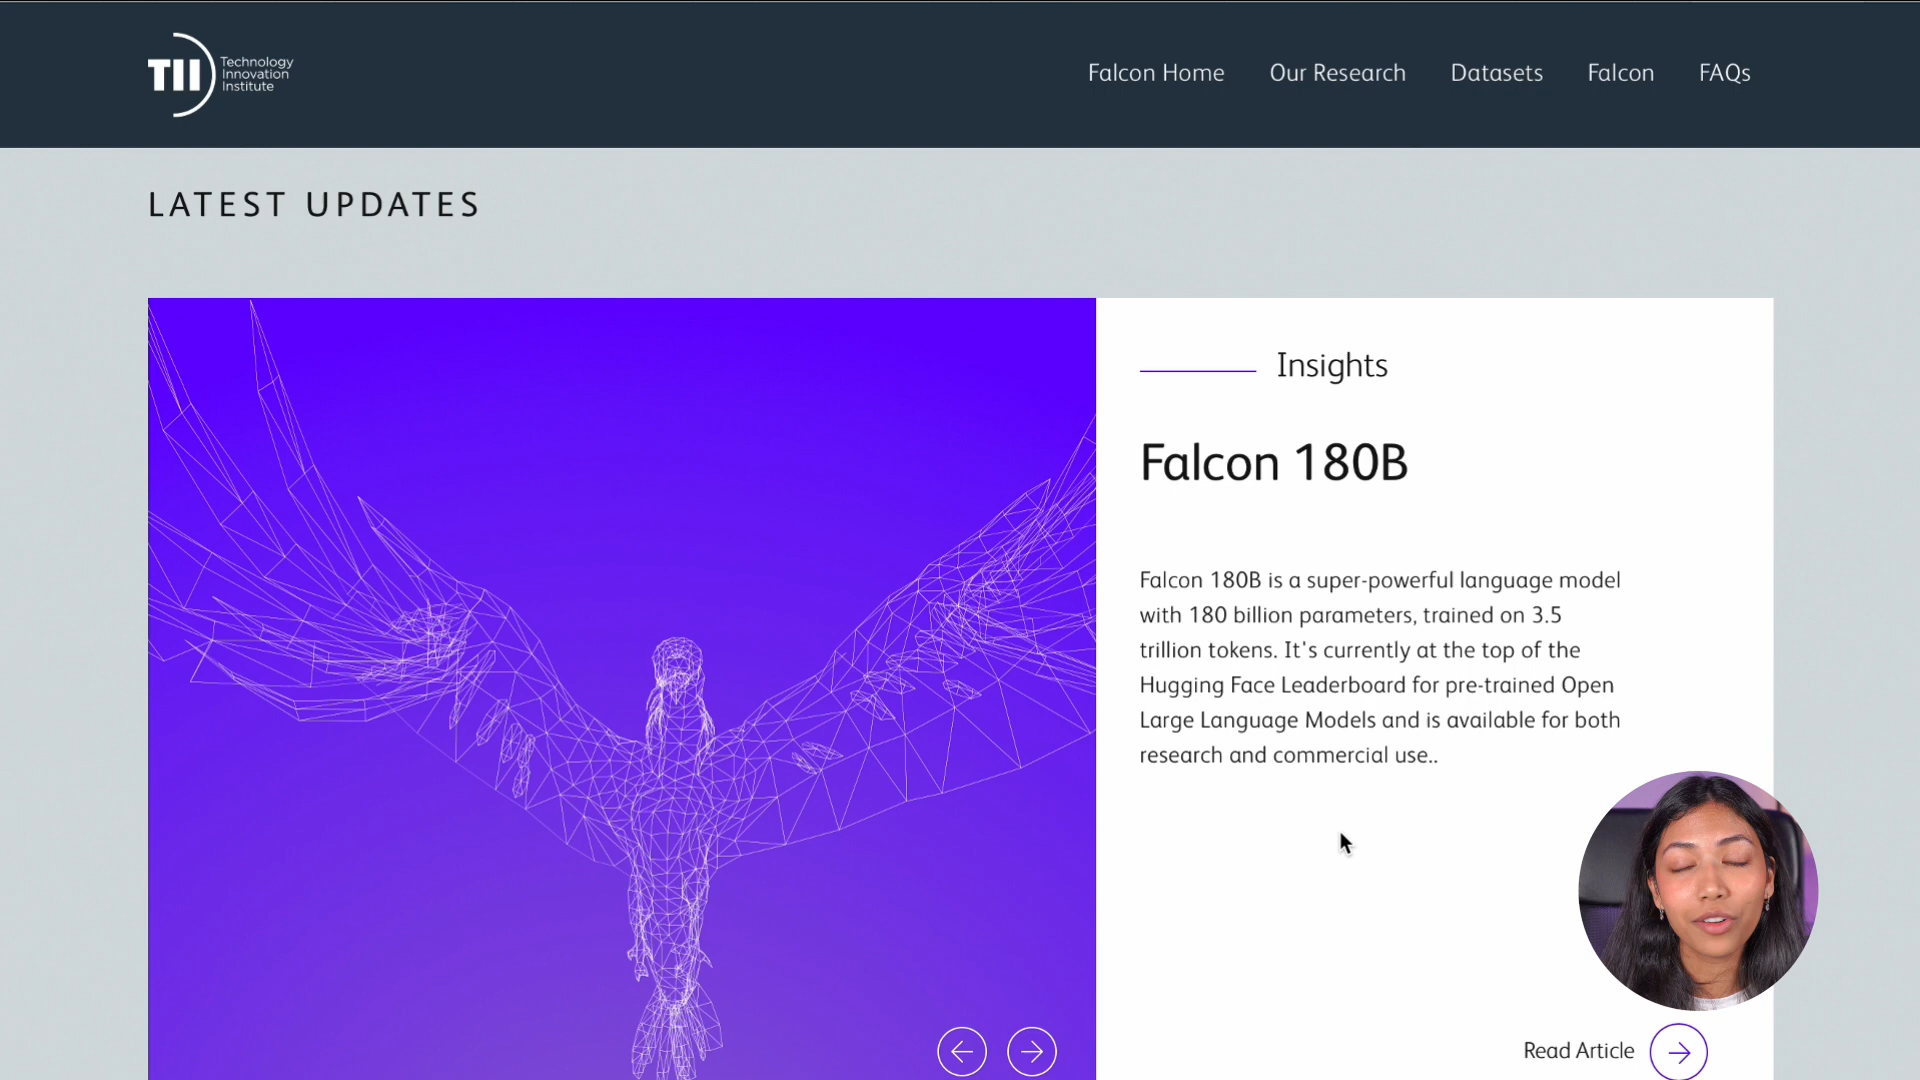 TII
Technology
Innovation
Institute
Falcon Home
Our Research
Datasets
Falcon
FAQs
LATEST UPDATES
Insights
Falcon 180B
Falcon 180B is a super-powerful language model
with 180 billion parameters, trained on 3.5
trillion tokens. It's currently at the top of the
Hugging Face Leaderboard for pre-trained Open
Large Language Models and is available for both
research and commercial use..
Read Article